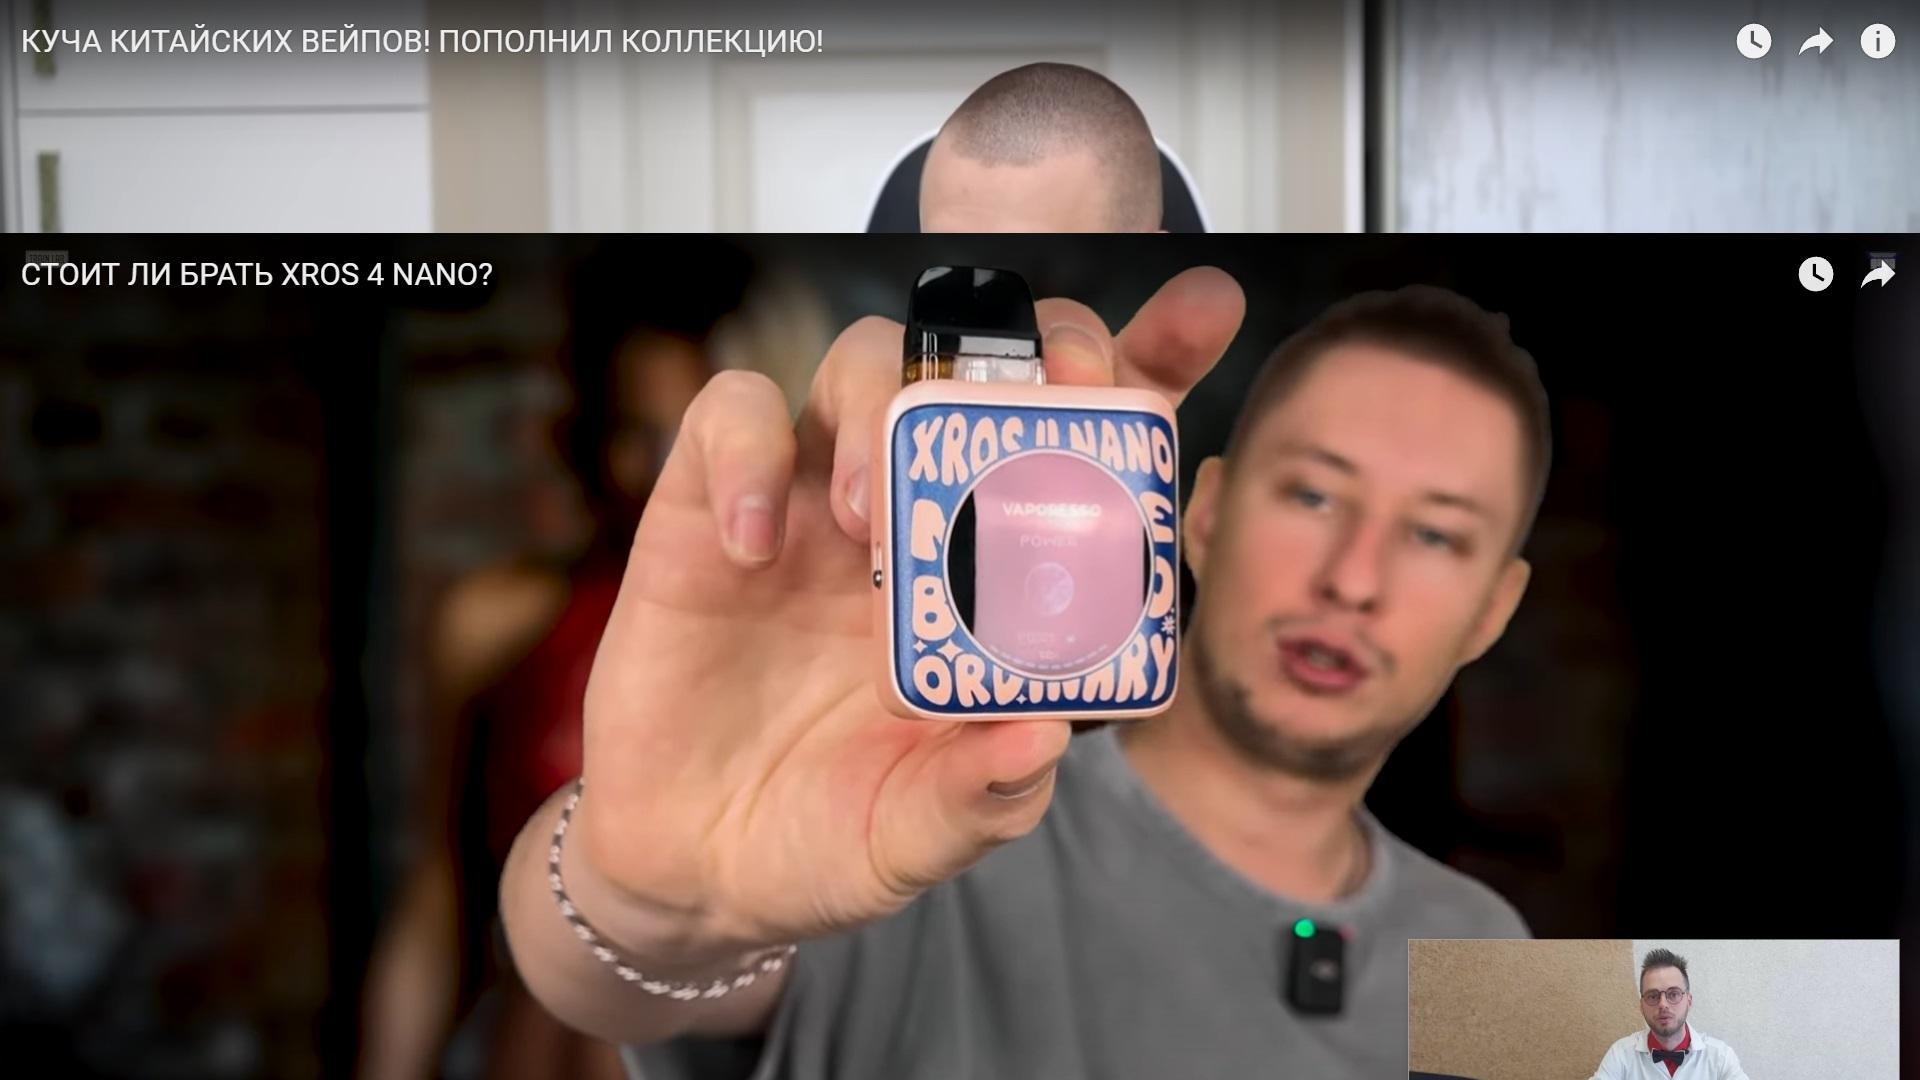 КУЧА КИТАЙСКИХ ВЕЙПОВ! ПОПОЛНИЛ КОЛЛЕКЦИЮ!
СТОИТ ЛИ БРАТЬ XROS 4 NANO?
XROS 4 NANO
VAPORESSO
POWER
ORDINARY